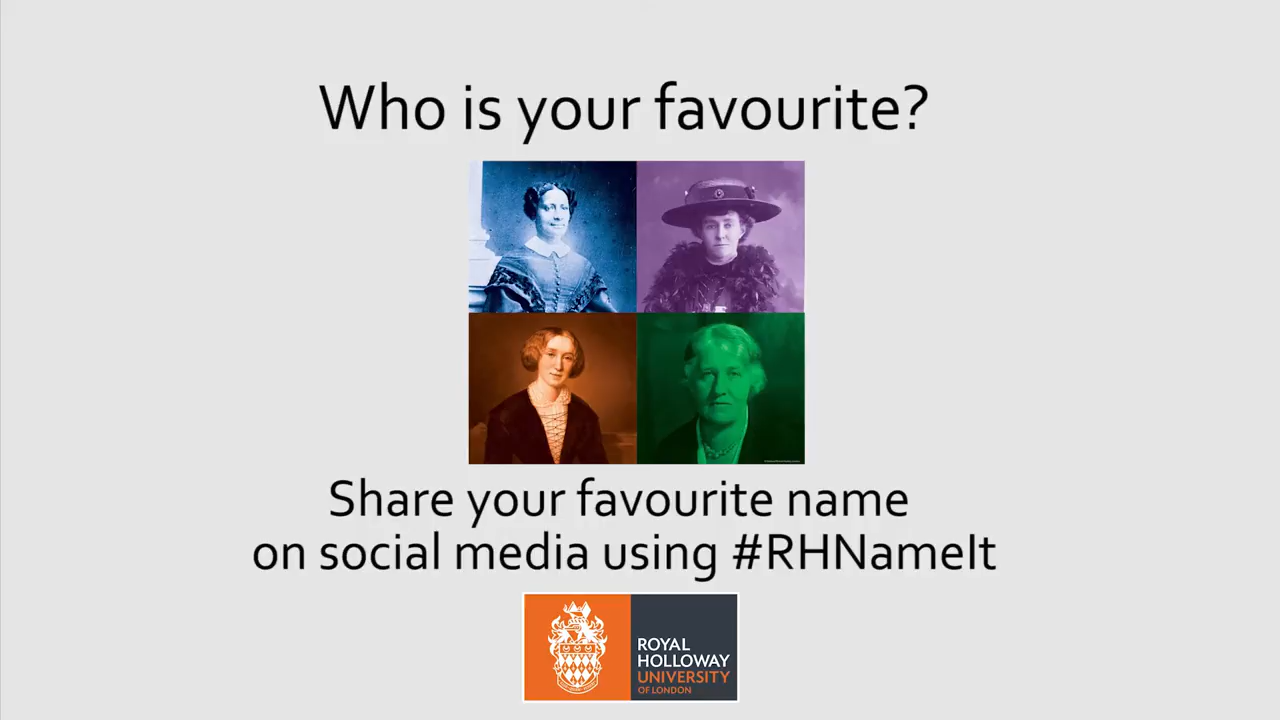 Who is your favourite?
Share your favourite name
on social media using #RHNameIt
ROYAL
HOLLOWAY
UNIVERSITY
OF LONDON